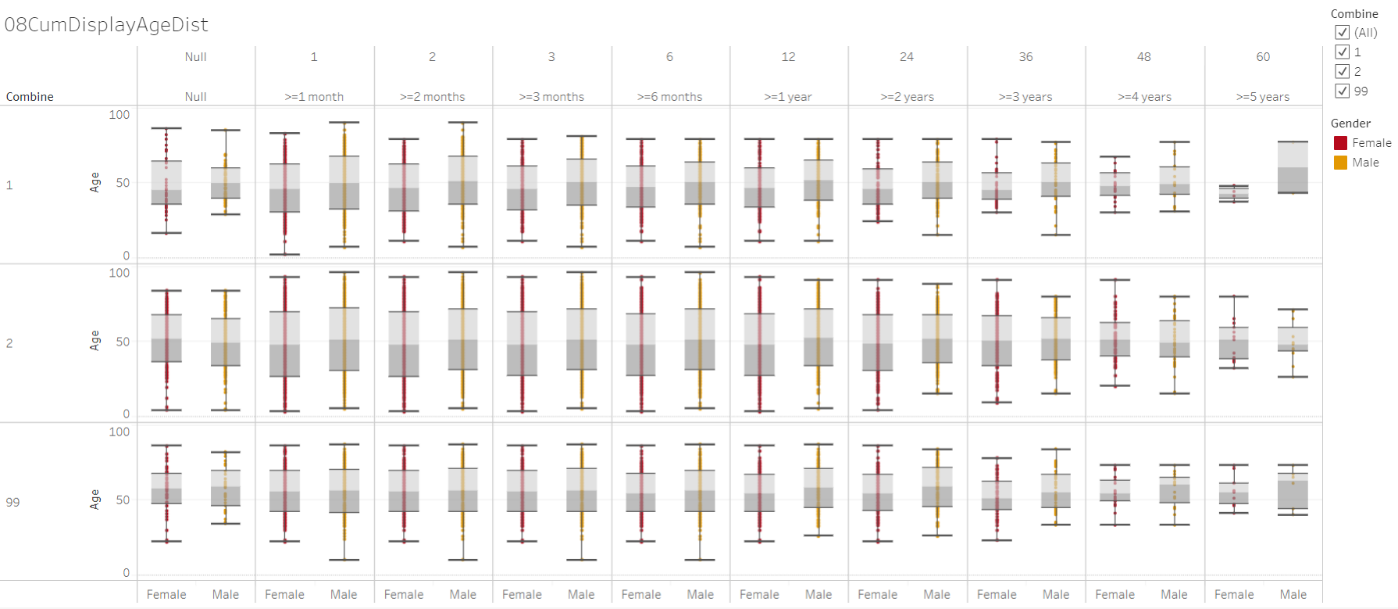 08CumDisplayAgeDist
Combine
(All)
1
2
99
Gender
Female
Male
Null 1 2 3 6 12 24 36 48 60
Combine Null >=1 month >=2 months >=3 months >=6 months >=1 year >=2 years >=3 years >=4 years >=5 years
100
1 Age 50
0
100
2 Age 50
0
100
99 Age 50
0
Female Male Female Male Female Male Female Male Female Male Female Male Female Male Female Male Female Male Female Male